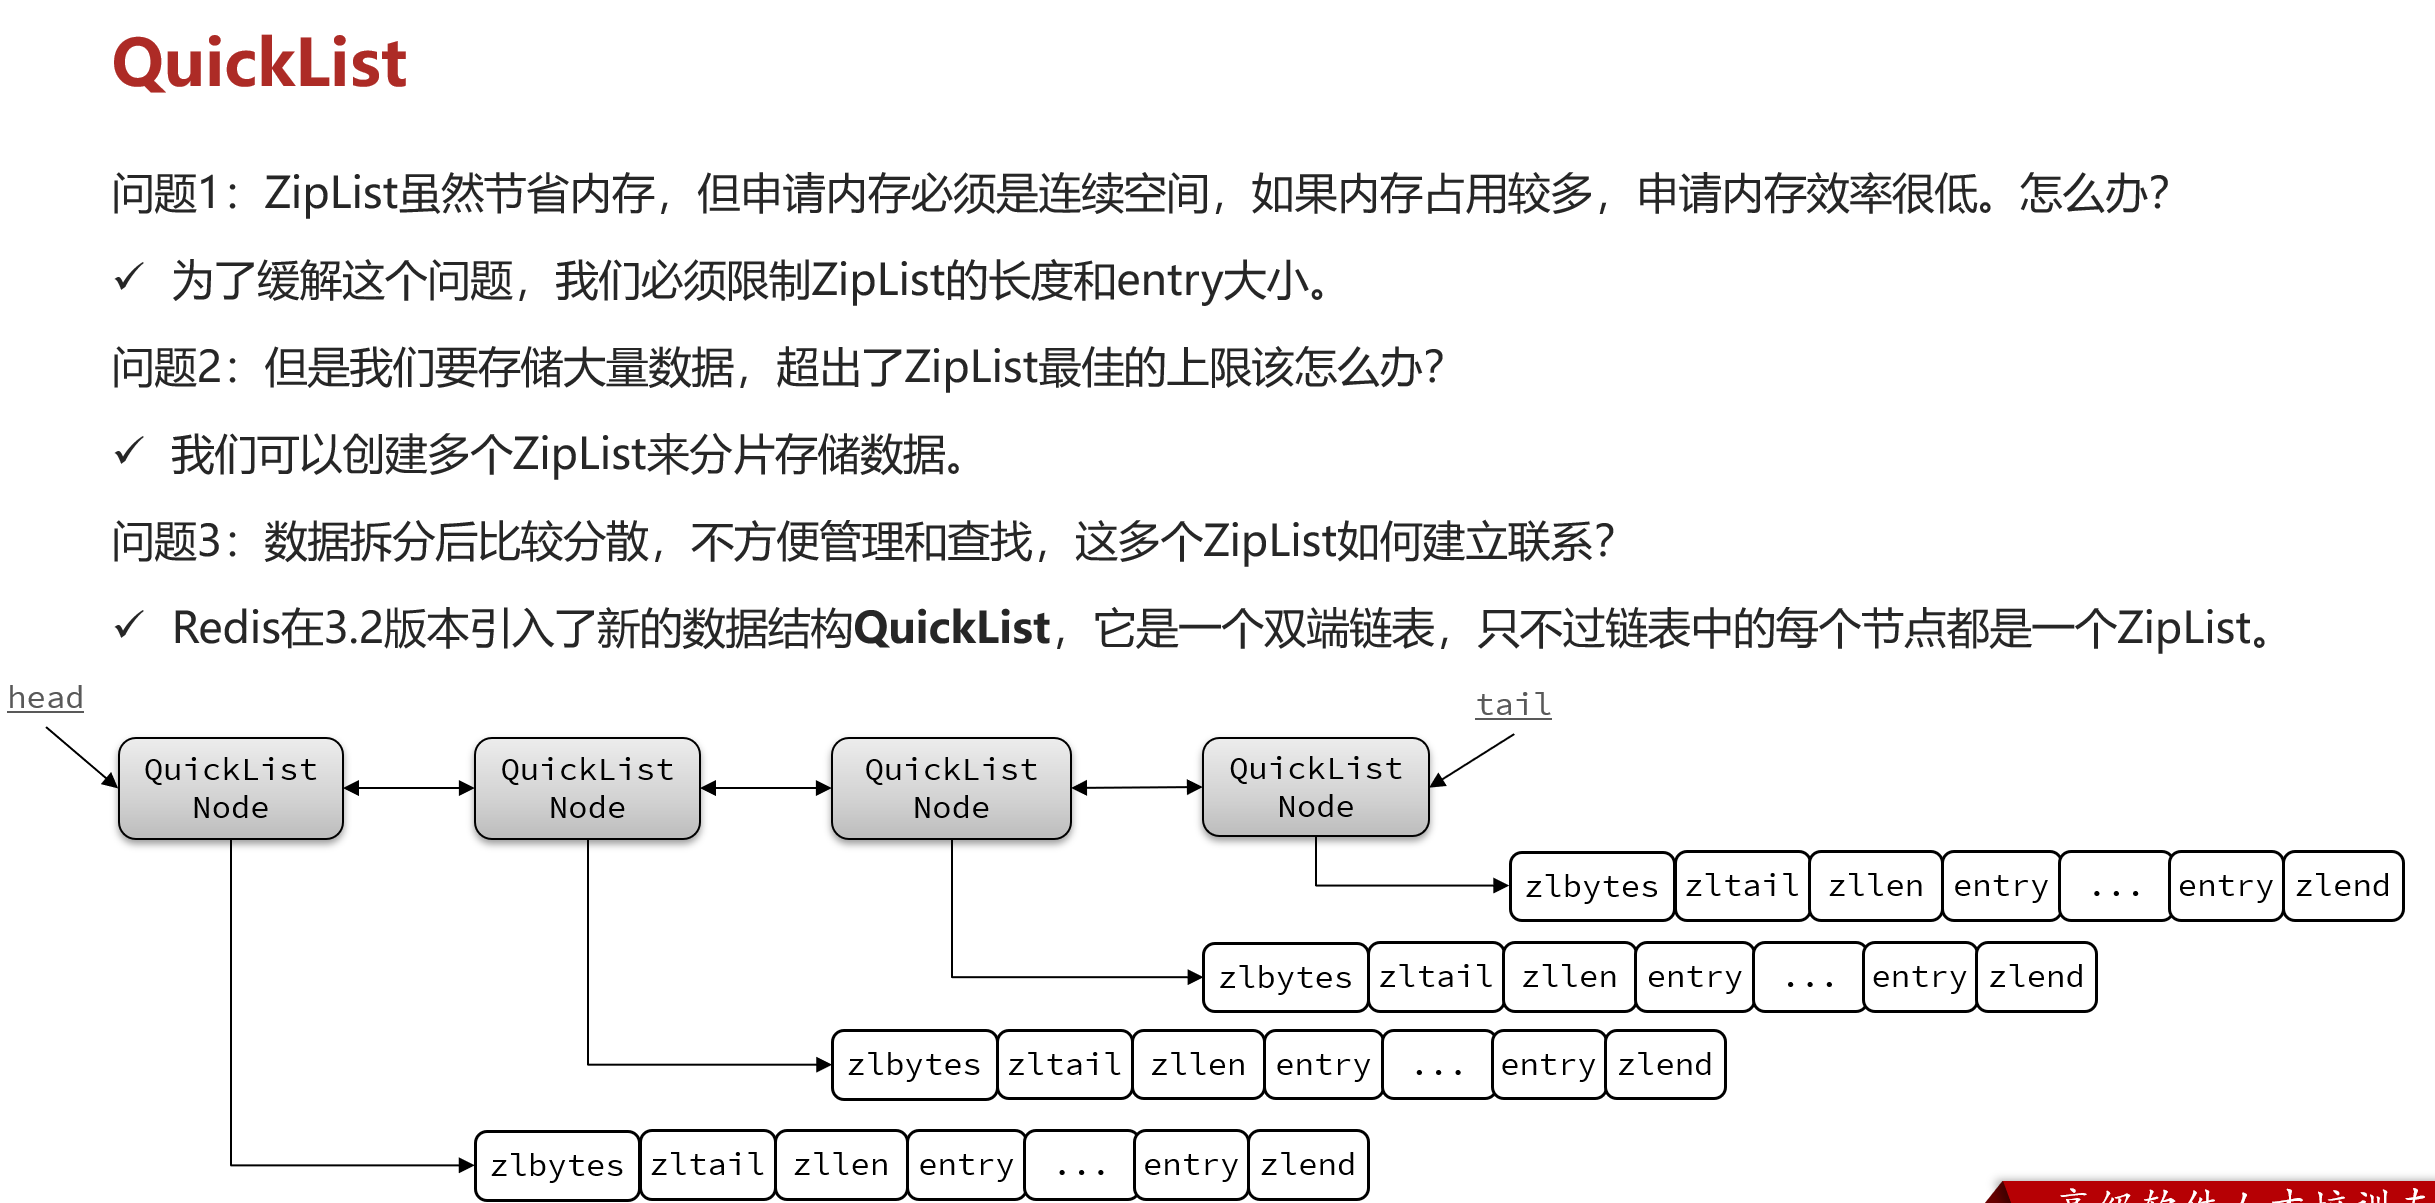 QuickList
问题1：ZipList虽然节省内存，但申请内存必须是连续空间，如果内存占用较多，申请内存效率很低。怎么办？
✓ 为了缓解这个问题，我们必须限制ZipList的长度和entry大小。
问题2：但是我们要存储大量数据，超出了ZipList最佳的上限该怎么办？
✓ 我们可以创建多个ZipList来分片存储数据。
问题3：数据拆分后比较分散，不方便管理和查找，这多个ZipList如何建立联系？
✓ Redis在3.2版本引入了新的数据结构QuickList，它是一个双端链表，只不过链表中的每个节点都是一个ZipList。
head
tail
QuickList
Node
QuickList
Node
QuickList
Node
QuickList
Node
zlbytes zltail zllen entry ... entry zlend
zlbytes zltail zllen entry ... entry zlend
zlbytes zltail zllen entry ... entry zlend
zlbytes zltail zllen entry ... entry zlend